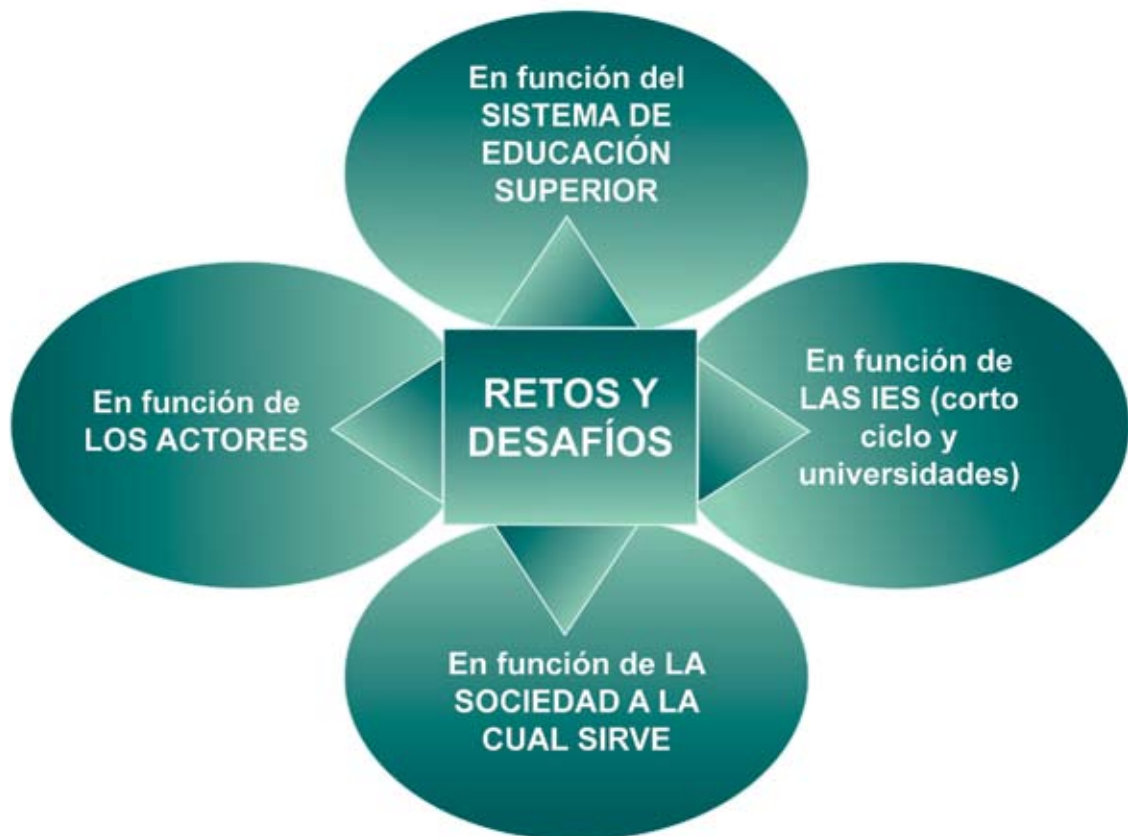 En función del
SISTEMA DE
EDUCACIÓN
SUPERIOR
En función de
LOS ACTORES
RETOS Y
DESAFÍOS
En función de
LAS IES (corto
ciclo y
universidades)
En función de LA
SOCIEDAD A LA
CUAL SIRVE